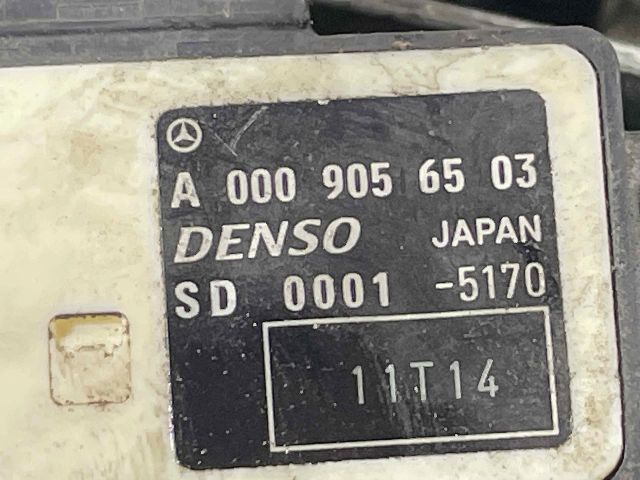 A 000 905 65 03
DENSO JAPAN
SD 0001 -5170
11T14